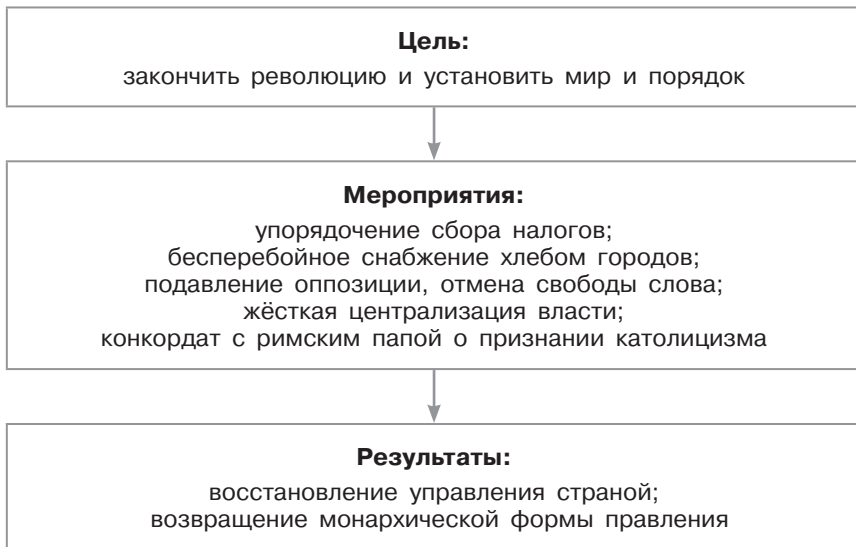 Цель:
закончить революцию и установить мир и порядок
Мероприятия:
упорядочение сбора налогов;
бесперебойное снабжение хлебом городов;
подавление оппозиции, отмена свободы слова;
жёсткая централизация власти;
конкордат с римским папой о признании католицизма
Результаты:
восстановление управления страной;
возвращение монархической формы правления